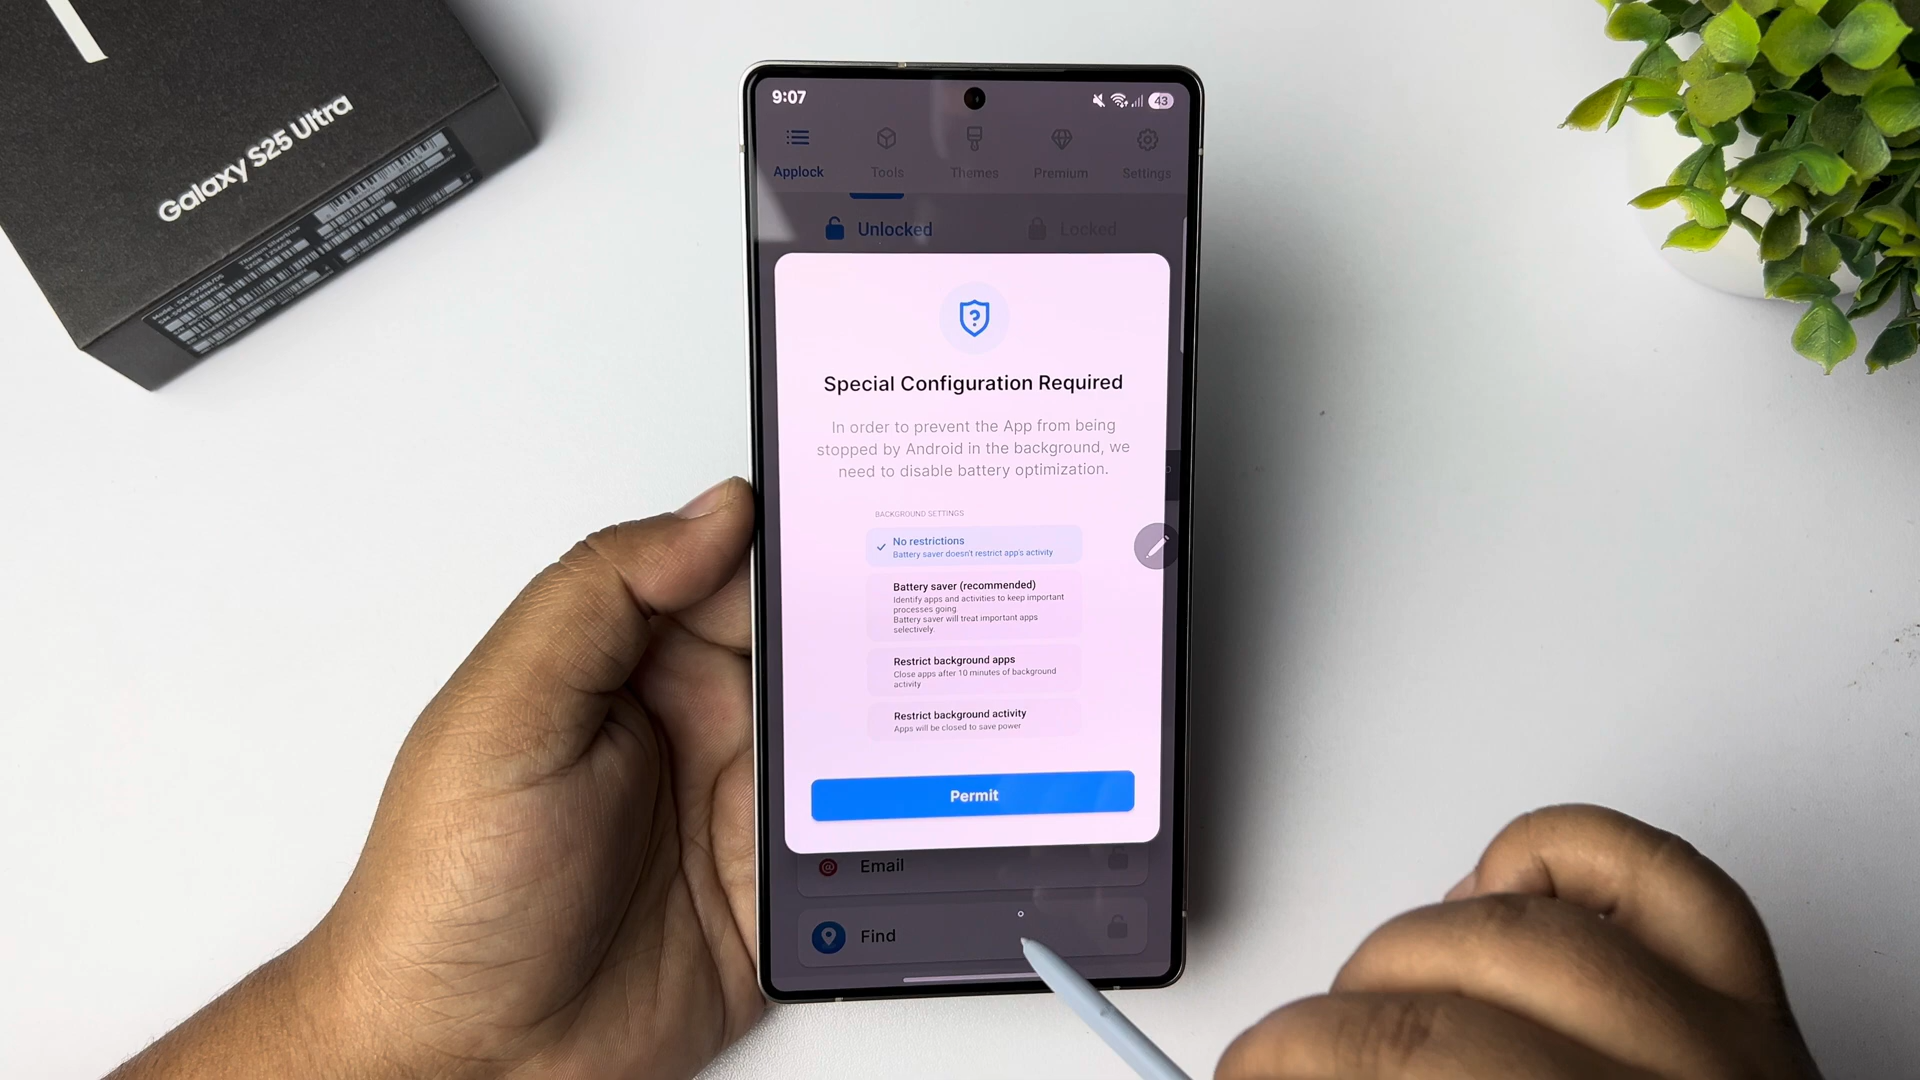 Galaxy S25 Ultra
9:07
43
Applock
Tools
Themes
Premium
Settings
Unlocked
Locked
Special Configuration Required
In order to prevent the App from being
stopped by Android in the background, we
need to disable battery optimization.
BACKGROUND SETTINGS
No restrictions
Battery saver doesn't restrict app's activity
Battery saver (recommended)
Identify apps and activities to keep important
processes going.
Battery saver will treat important apps
selectively.
Restrict background apps
Close apps after 10 minutes of background
activity
Restrict background activity
Apps will be closed to save power
Permit
Email
Find